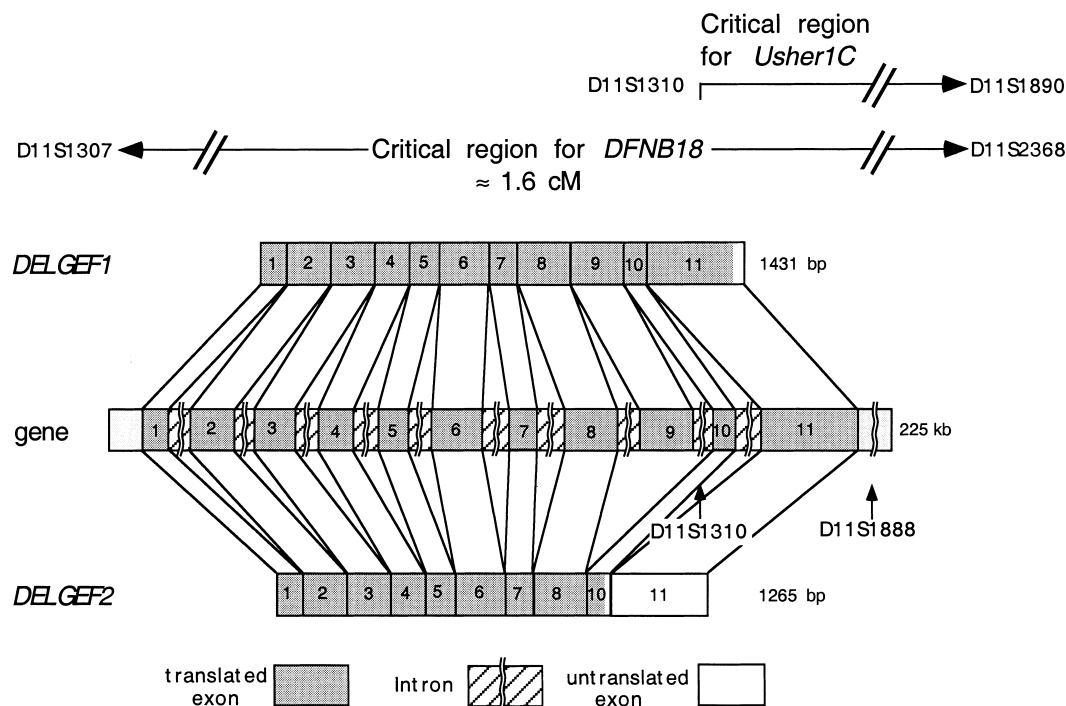 Critical region
for Usher1C
D11S1310
D11S1890
D11S1307
Critical region for DFNB18
D11S2368
≈ 1.6 cM
DELGEF1
1 2 3 4 5 6 7 8 9 10 11
1431 bp
gene
1 2 3 4 5 6 7 8 9 10 11
225 kb
D11S1310
D11S1888
DELGEF2
1 2 3 4 5 6 7 8 10 11
1265 bp
translated
exon
Intron
untranslated
exon